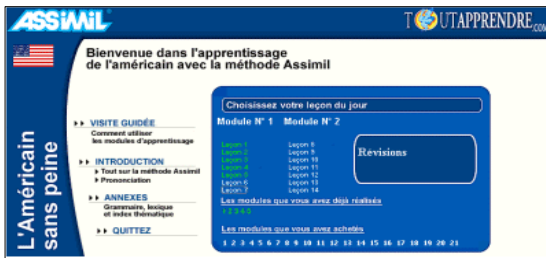 ASSiMiL
TOUTAPPRENDRE.COM
Bienvenue dans l'apprentissage
de l'américain avec la méthode Assimil
L'Américain
sans peine
VISITE GUIDÉE
Comment utiliser
les modules d'apprentissage
INTRODUCTION
Tout sur la méthode Assimil
Prononciation
ANNEXES
Grammaire, lexique
et index thématique
QUITTEZ
Choisissez votre leçon du jour
Module N° 1 Module N° 2
Leçon 1 Leçon 8
Leçon 2 Leçon 9
Leçon 3 Leçon 10
Leçon 4 Leçon 11
Leçon 5 Leçon 12
Leçon 6 Leçon 13
Leçon 7 Leçon 14
Révisions
Les modules que vous avez déjà réalisés
Les modules que vous avez achetés
1 2 3 4 5 6 7 8 9 10 11 12 13 14 15 16 17 18 19 20 21